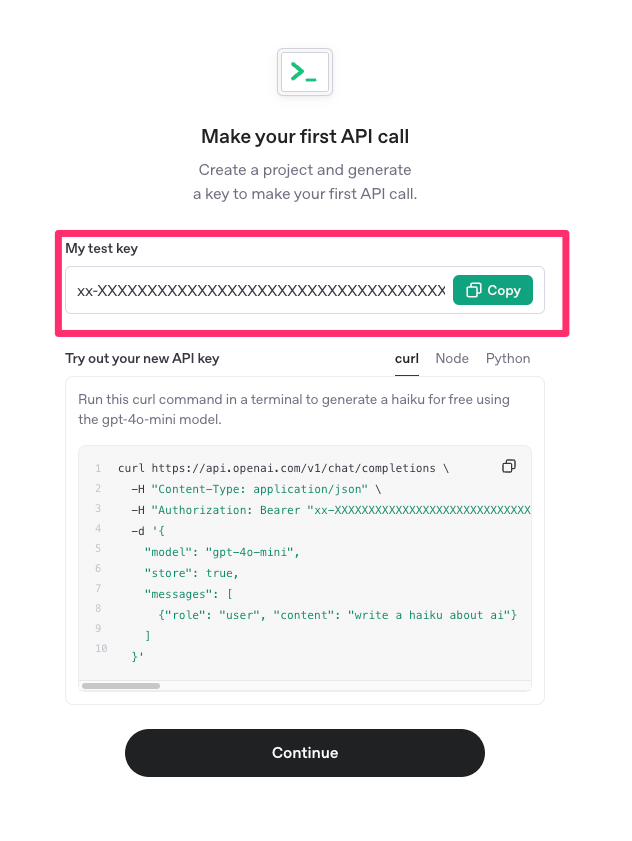 Make your first API call
Create a project and generate
a key to make your first API call.
My test key
xx-XXXXXXXXXXXXXXXXXXXXXXXXXXXXXXXXXXX
Copy
Try out your new API key
curl Node Python
Run this curl command in a terminal to generate a haiku for free using
the gpt-4o-mini model.
1 curl https://api.openai.com/v1/chat/completions \
2 -H "Content-Type: application/json" \
3 -H "Authorization: Bearer "xx-XXXXXXXXXXXXXXXXXXXXXXXXXXXXX
4 -d '{
5 "model": "gpt-4o-mini",
6 "store": true,
7 "messages": [
8 {"role": "user", "content": "write a haiku about ai"}
9 ]
10 }'
Continue